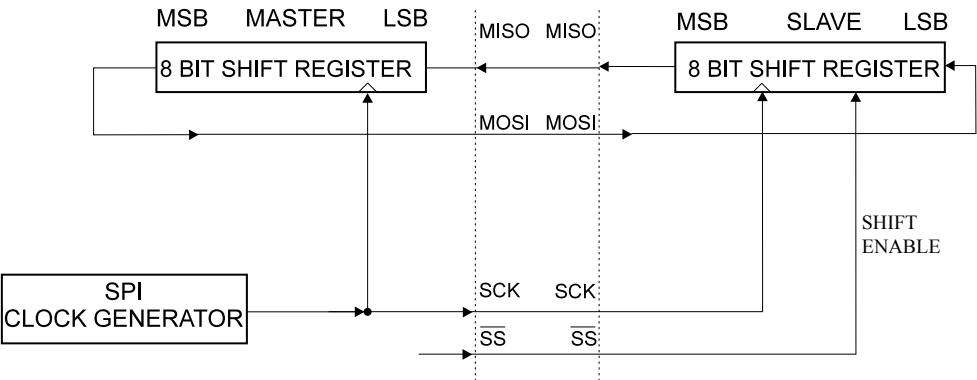 MSB MASTER LSB
MISO MISO
MSB SLAVE LSB
8 BIT SHIFT REGISTER
8 BIT SHIFT REGISTER
MOSI MOSI
SHIFT
ENABLE
SPI
CLOCK GENERATOR
SCK SCK
SS SS